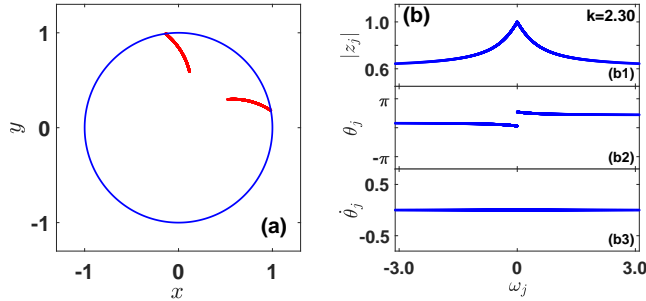 1
y
0
-1
(a)
-1
0
1
x
(b)
k=2.30
|z_j|
1.0
0.6
(b1)
θ_j
π
-π
(b2)
θ̇_j
0.5
-0.5
(b3)
-3.0
0
3.0
ω_j